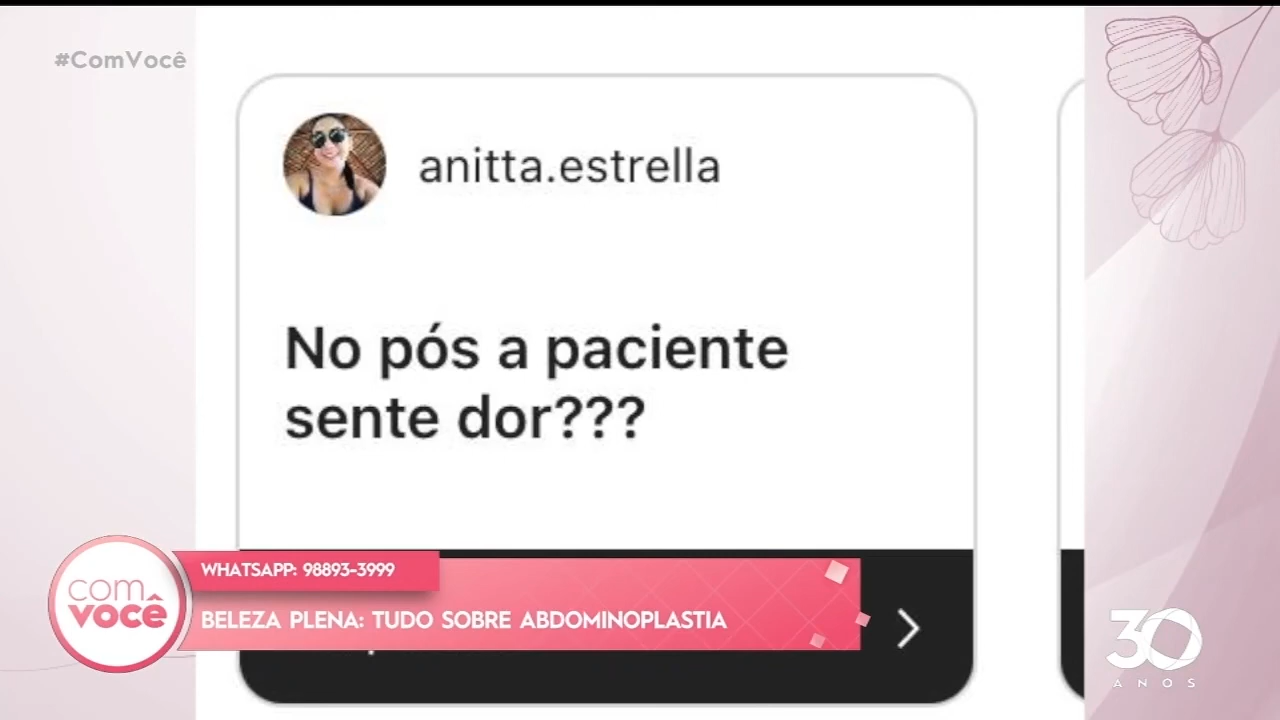 #ComVocê
anitta.estrella
No pós a paciente
sente dor???
WHATSAPP: 98893-3999
com
você
BELEZA PLENA: TUDO SOBRE ABDOMINOPLASTIA
30
ANOS